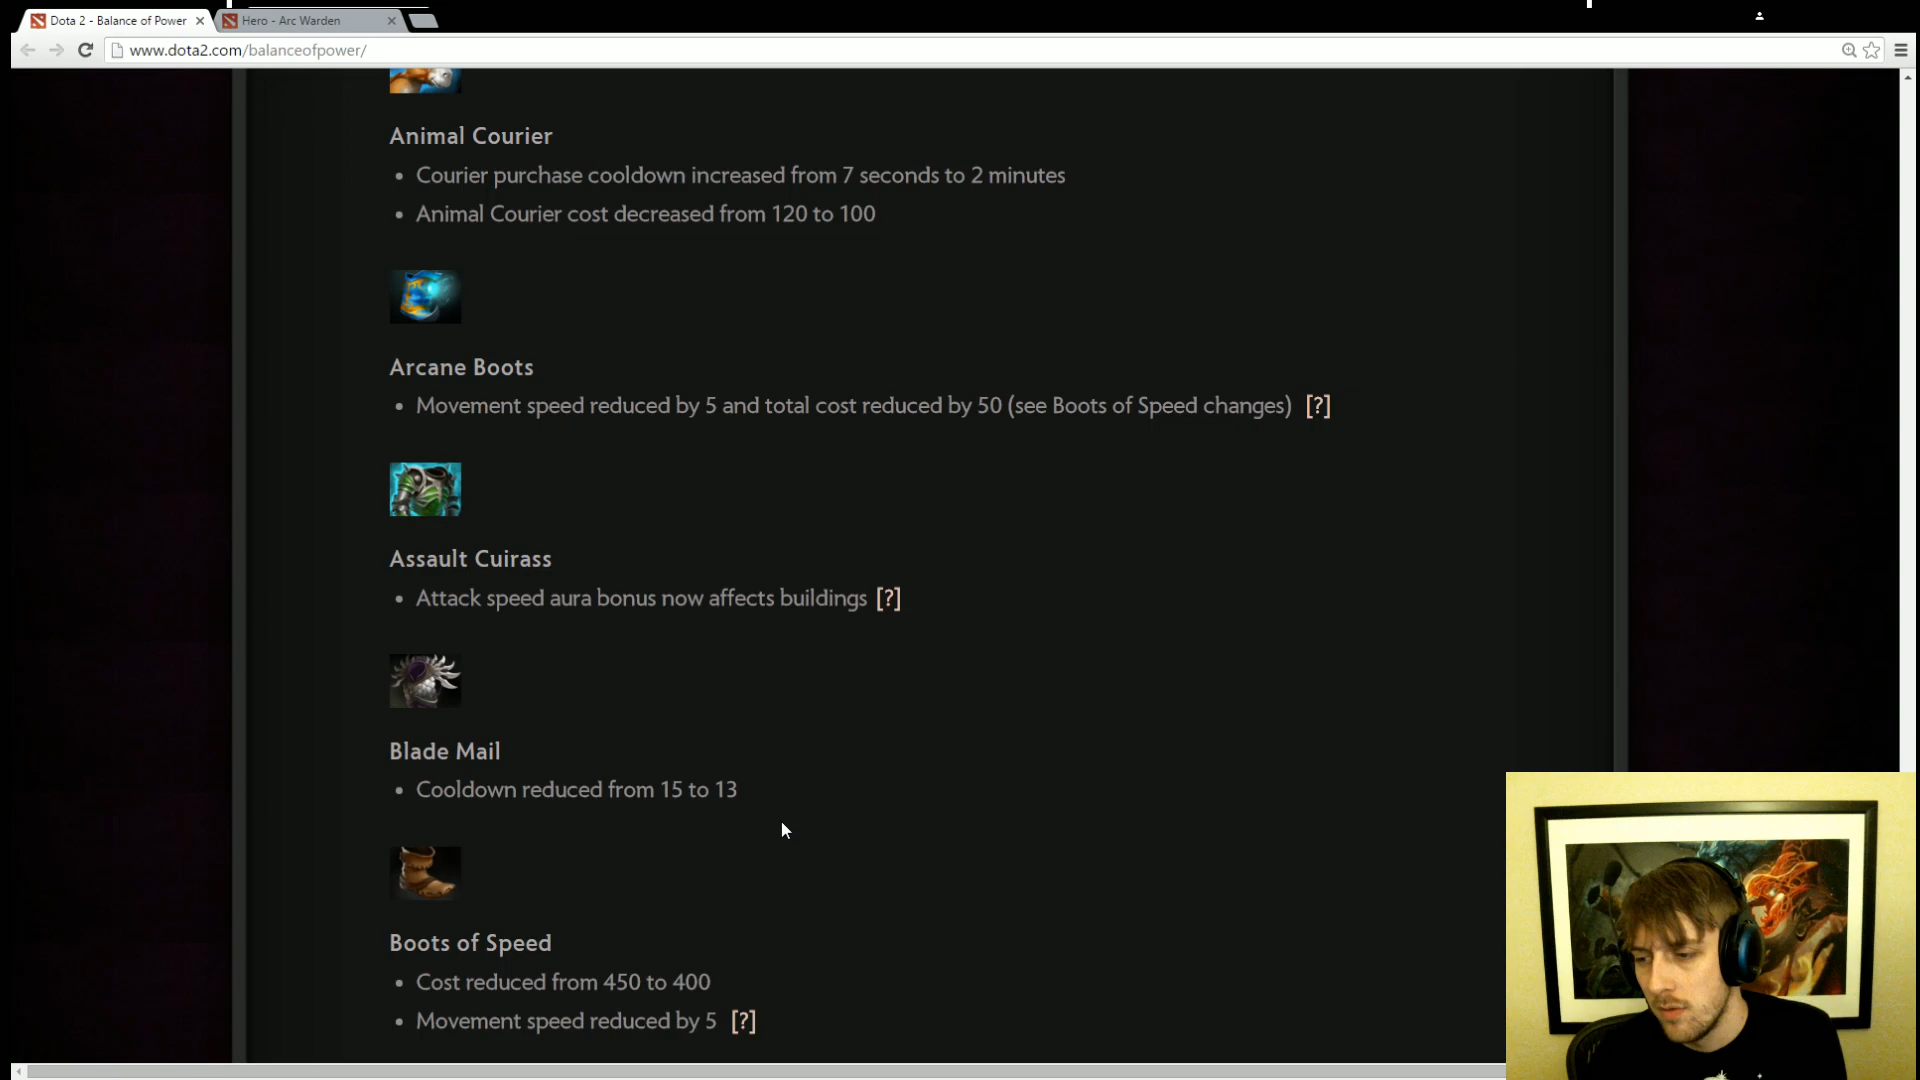 Dota 2 - Balance of Power
Hero - Arc Warden
www.dota2.com/balanceofpower/
Animal Courier
• Courier purchase cooldown increased from 7 seconds to 2 minutes
• Animal Courier cost decreased from 120 to 100
Arcane Boots
• Movement speed reduced by 5 and total cost reduced by 50 (see Boots of Speed changes) [?]
Assault Cuirass
• Attack speed aura bonus now affects buildings [?]
Blade Mail
• Cooldown reduced from 15 to 13
Boots of Speed
• Cost reduced from 450 to 400
• Movement speed reduced by 5 [?]